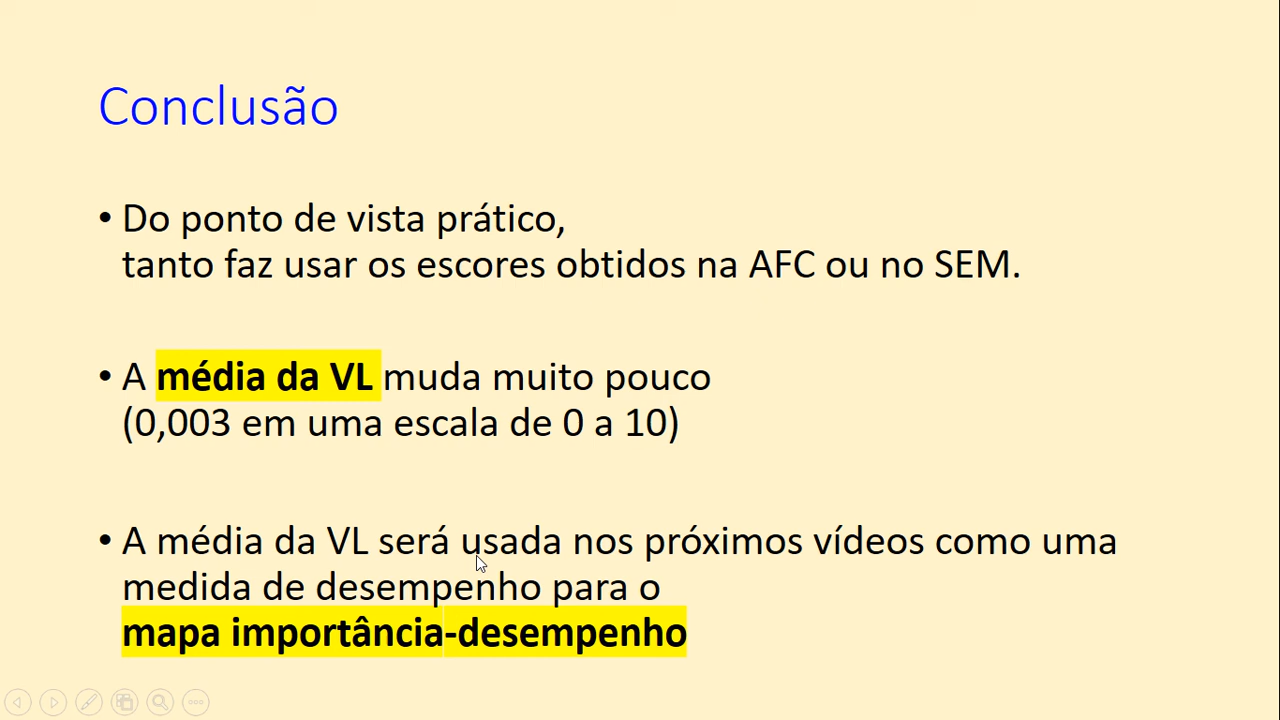 Conclusão
• Do ponto de vista prático,
tanto faz usar os escores obtidos na AFC ou no SEM.
• A média da VL muda muito pouco
(0,003 em uma escala de 0 a 10)
• A média da VL será usada nos próximos vídeos como uma
medida de desempenho para o
mapa importância-desempenho